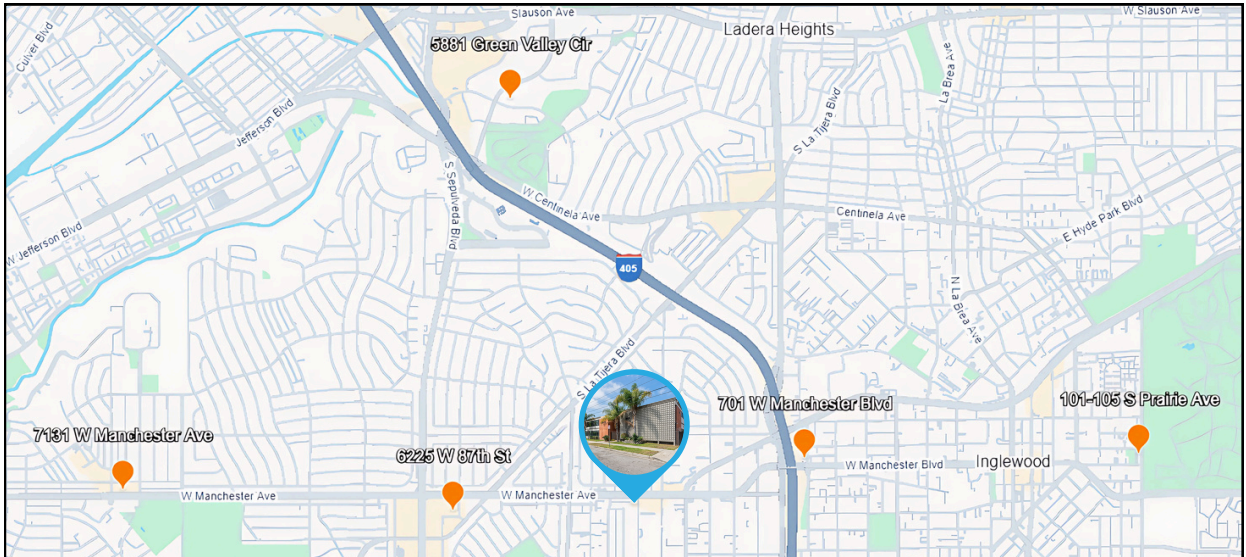 Slauson Ave
W Slauson Ave
Ladera Heights
Culver Blvd
5881 Green Valley Cir
La Brea Ave
Jefferson Blvd
S La Tijera Blvd
S Sepulveda Blvd
W Centinela Ave
Centinela Ave
E Hyde Park Blvd
W Jefferson Blvd
405
N La Brea Ave
S La Tijera Blvd
701 W Manchester Blvd
101-105 S Prairie Ave
7131 W Manchester Ave
6225 W 87th St
W Manchester Blvd
Inglewood
W Manchester Ave
W Manchester Ave